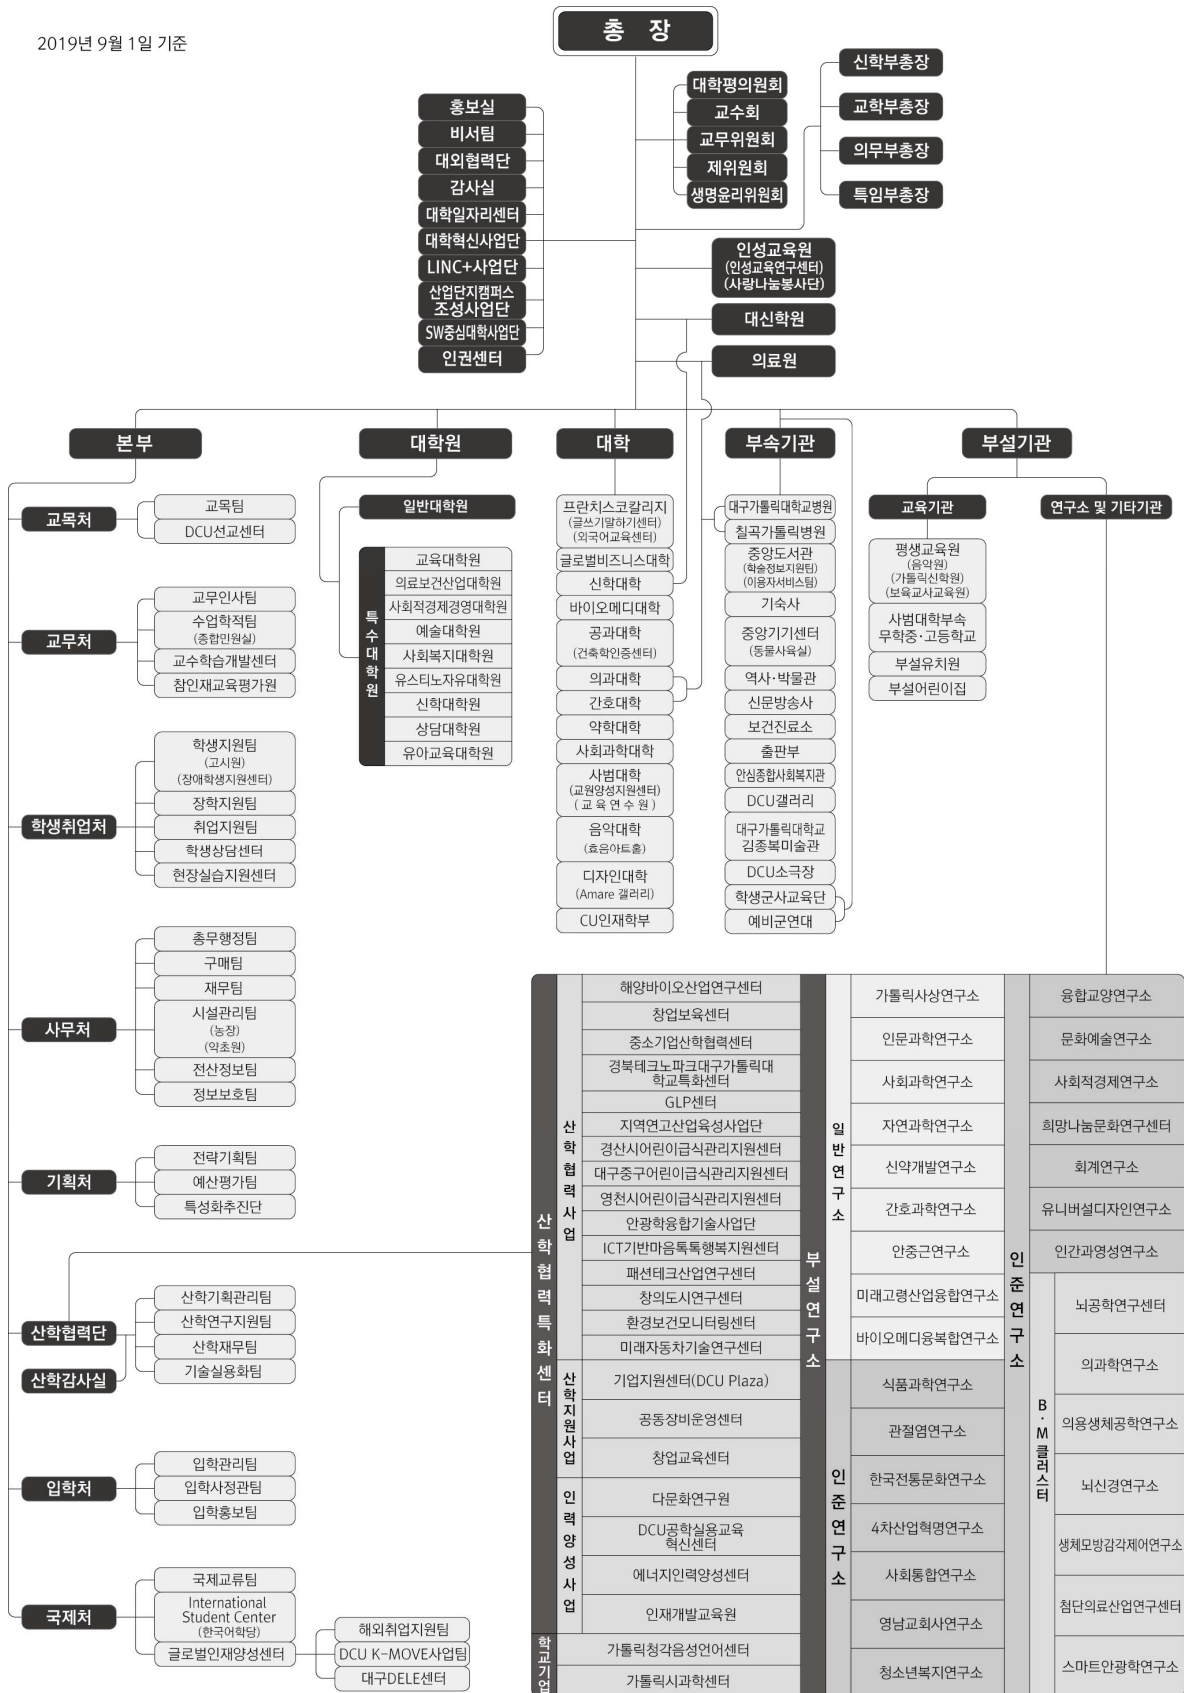 2019년 9월 1일 기준
총 장
홍보실
비서팀
대외협력단
감사실
대학일자리센터
대학혁신사업단
LINC+사업단
산업단지캠퍼스
조성사업단
SW중심대학사업단
인권센터
대학평의원회
교수회
교무위원회
제위원회
생명윤리위원회
신학부총장
교학부총장
의무부총장
특임부총장
인성교육원
(인성교육연구센터)
(사랑나눔봉사단)
대신학원
의료원
본부
대학원
대학
부속기관
부설기관
교목처
교목팀
DCU선교센터
교무처
교무인사팀
수업학적팀
(종합민원실)
교수학습개발센터
참인재교육평가원
학생취업처
학생지원팀
(고시원)
(장애학생지원센터)
장학지원팀
취업지원팀
학생상담센터
현장실습지원센터
사무처
총무행정팀
구매팀
재무팀
시설관리팀
(농장)
(약초원)
전산정보팀
정보보호팀
기획처
전략기획팀
예산평가팀
특성화추진단
산학협력단
산학감사실
산학기획관리팀
산학연구지원팀
산학재무팀
기술실용화팀
입학처
입학관리팀
입학사정관팀
입학홍보팀
국제처
국제교류팀
International
Student Center
(한국어학당)
글로벌인재양성센터
해외취업지원팀
DCU K-MOVE사업팀
대구DELE센터
일반대학원
특수대학원
교육대학원
의료보건산업대학원
사회적경제경영대학원
예술대학원
사회복지대학원
유스티노자유대학원
신학대학원
상담대학원
유아교육대학원
프란치스코칼리지
(글쓰기말하기센터)
(외국어교육센터)
글로벌비즈니스대학
신학대학
바이오메디대학
공과대학
(건축학인증센터)
의과대학
간호대학
약학대학
사회과학대학
사범대학
(교원양성지원센터)
( 교 육 연 수 원 )
음악대학
(효음아트홀)
디자인대학
(Amare 갤러리)
CU인재학부
대구가톨릭대학교병원
칠곡가톨릭병원
중앙도서관
(학술정보지원팀)
(이용자서비스팀)
기숙사
중앙기기센터
(동물사육실)
역사·박물관
신문방송사
보건진료소
출판부
안심종합사회복지관
DCU갤러리
대구가톨릭대학교
김종복미술관
DCU소극장
학생군사교육단
예비군연대
교육기관
평생교육원
(음악원)
(가톨릭신학원)
(보육교사교육원)
사범대학부속
무학중·고등학교
부설유치원
부설어린이집
연구소 및 기타기관
산학협력특화센터
산학협력사업
해양바이오산업연구센터
창업보육센터
중소기업산학협력센터
경북테크노파크대구가톨릭대
학교특화센터
GLP센터
지역연고산업육성사업단
경산시어린이급식관리지원센터
대구중구어린이급식관리지원센터
영천시어린이급식관리지원센터
안광학융합기술사업단
ICT기반마음톡톡행복지원센터
패션테크산업연구센터
창의도시연구센터
환경보건모니터링센터
미래자동차기술연구센터
산학지원사업
기업지원센터(DCU Plaza)
공동장비운영센터
창업교육센터
인력양성사업
다문화연구원
DCU공학실용교육
혁신센터
에너지인력양성센터
인재개발교육원
학교기업
가톨릭청각음성언어센터
가톨릭시과학센터
부설연구소
일반연구소
가톨릭사상연구소
인문과학연구소
사회과학연구소
자연과학연구소
신약개발연구소
간호과학연구소
안중근연구소
미래고령산업융합연구소
바이오메디융복합연구소
인준연구소
식품과학연구소
관절염연구소
한국전통문화연구소
4차산업혁명연구소
사회통합연구소
영남교회사연구소
청소년복지연구소
인준연구소
융합교양연구소
문화예술연구소
사회적경제연구소
희망나눔문화연구센터
회계연구소
유니버설디자인연구소
인간과영성연구소
B·M클러스터
뇌공학연구센터
의과학연구소
의용생체공학연구소
뇌신경연구소
생체모방감각제어연구소
첨단의료산업연구센터
스마트안광학연구소